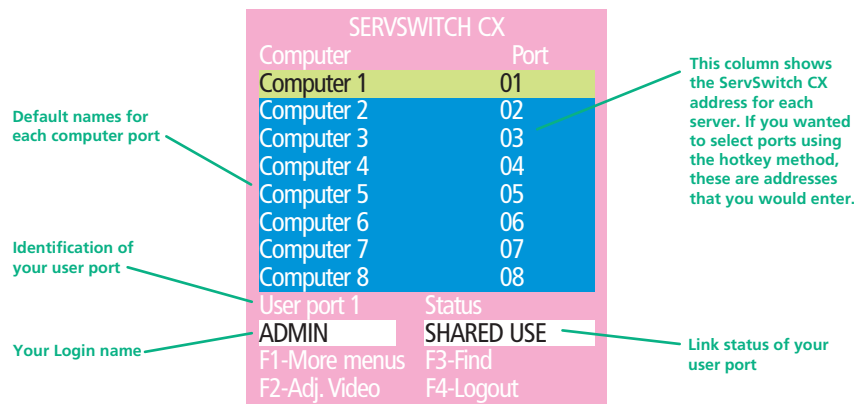 SERVSWITCH CX
Computer Port
Computer 1 01
Computer 2 02
Computer 3 03
Computer 4 04
Computer 5 05
Computer 6 06
Computer 7 07
Computer 8 08
User port 1 Status
ADMIN SHARED USE
F1-More menus F3-Find
F2-Adj. Video F4-Logout
Default names for
each computer port
Identification of
your user port
Your Login name
This column shows
the ServSwitch CX
address for each
server. If you wanted
to select ports using
the hotkey method,
these are addresses
that you would enter.
Link status of your
user port